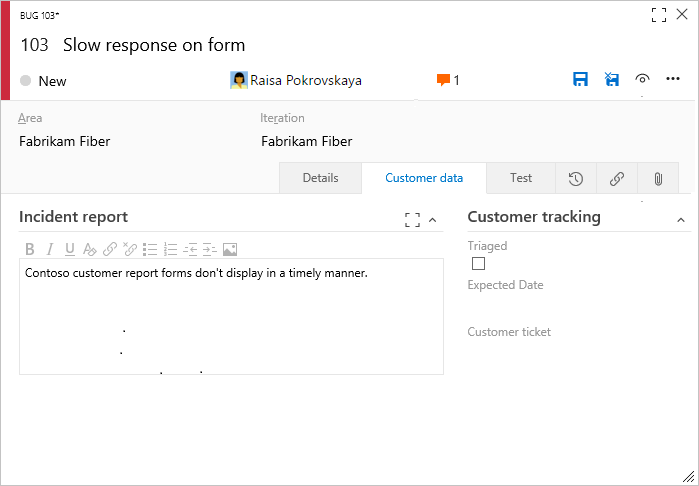 BUG 103*
103 Slow response on form
New Raisa Pokrovskaya 1
Area Iteration
Fabrikam Fiber Fabrikam Fiber
Details Customer data Test
Incident report
B I U A
Contoso customer report forms don't display in a timely manner.
Customer tracking
Triaged
Expected Date
Customer ticket